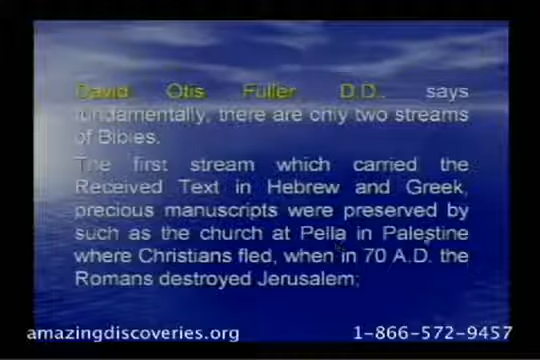 David Otis Fuller D.D. says
fundamentally, there are only two streams
of Bibies.
The first stream which carried the
Received Text in Hebrew and Greek,
precious manuscripts were preserved by
such as the church at Pella in Palestine
where Christians fled, when in 70 A.D. the
Romans destroyed Jerusalem;
amazingdiscoveries.org 1-866-572-9457